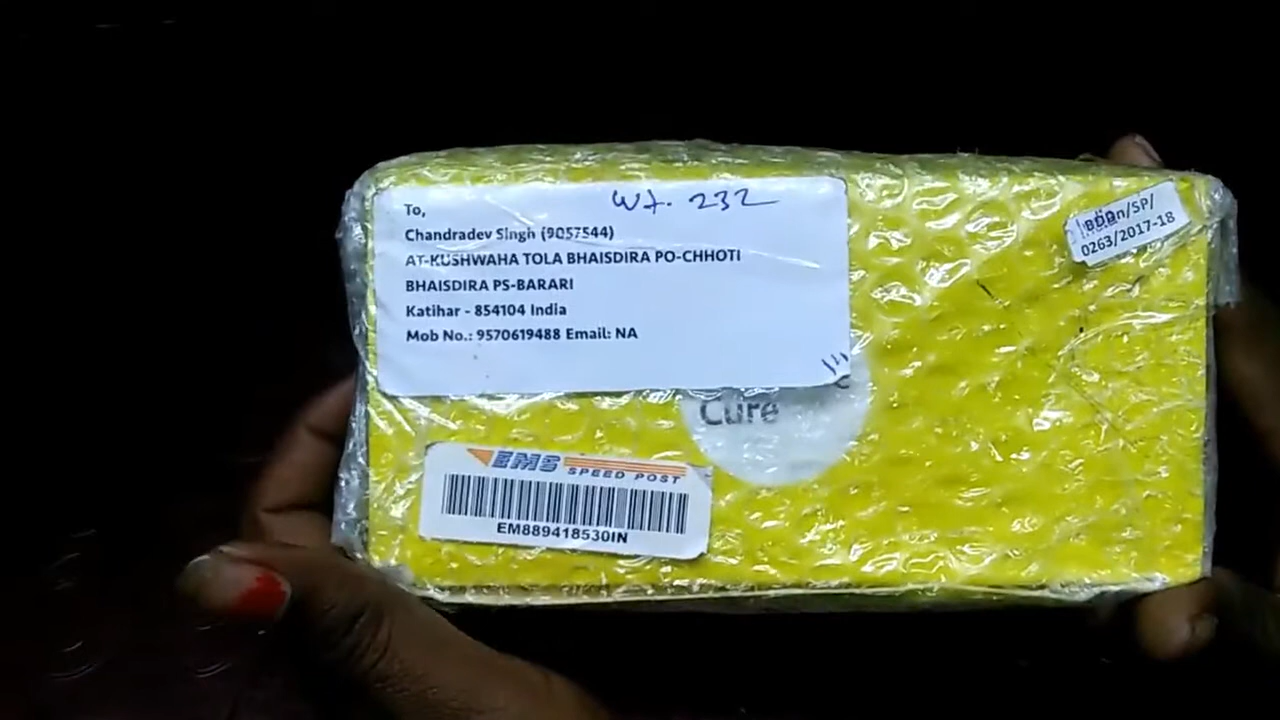 Wt. 232
To,
Chandradev Singh (9057544)
AT-KUSHWAHA TOLA BHAISDIRA PO-CHHOTI
BHAISDIRA PS-BARARI
Katihar - 854104 India
Mob No.: 9570619488 Email: NA
n/SP/
0263/2017-18
Cure
EMS SPEED POST
EM889418530IN